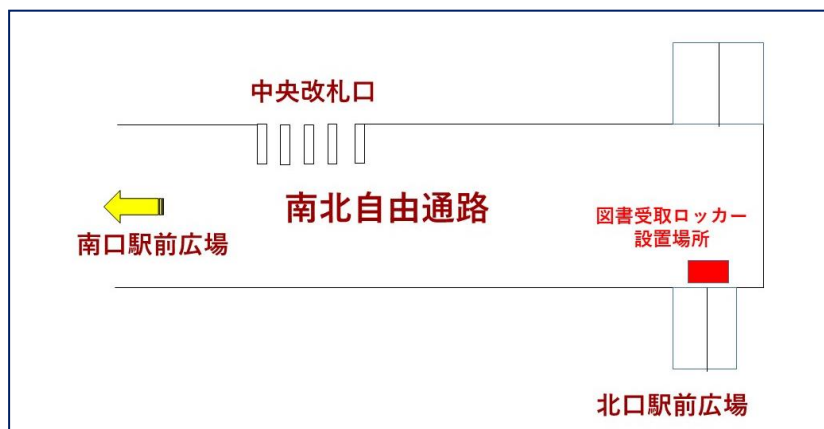 中央改札口
南北自由通路
図書受取ロッカー
設置場所
南口駅前広場
北口駅前広場